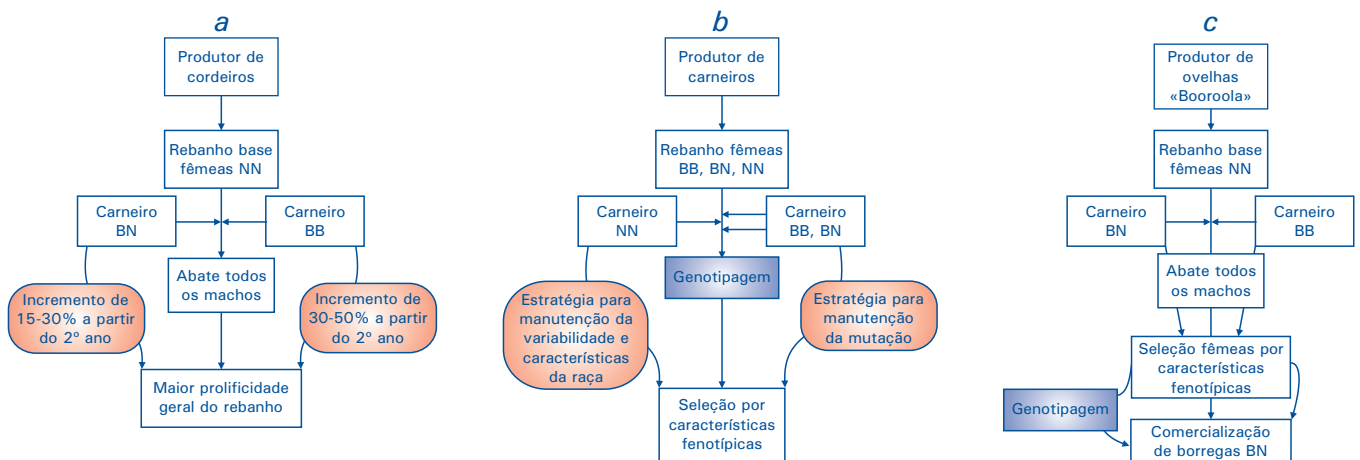 a
Produtor de
cordeiros
Rebanho base
fêmeas NN
Carneiro
BN
Carneiro
BB
Abate todos
os machos
Incremento de
15-30% a partir
do 2º ano
Incremento de
30-50% a partir
do 2º ano
Maior prolificidade
geral do rebanho
b
Produtor de
carneiros
Rebanho fêmeas
BB, BN, NN
Carneiro
NN
Carneiro
BB, BN
Genotipagem
Estratégia para
manutenção da
variabilidade e
características
da raça
Estratégia para
manutenção
da mutação
Seleção por
características
fenotípicas
c
Produtor de
ovelhas
«Booroola»
Rebanho base
fêmeas NN
Carneiro
BN
Carneiro
BB
Abate todos
os machos
Seleção fêmeas por
características
fenotípicas
Genotipagem
Comercialização
de borregas BN